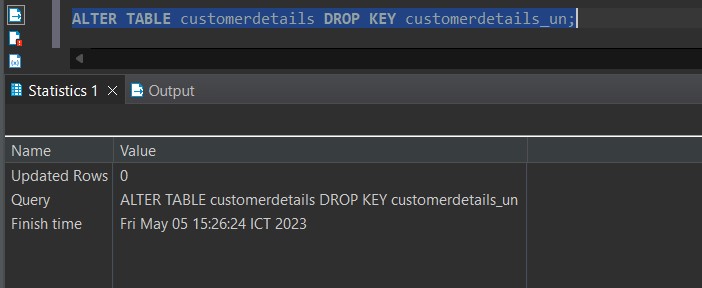 ALTER TABLE customerdetails DROP KEY customerdetails_un;
Statistics 1
Output
Name Value
Updated Rows 0
Query ALTER TABLE customerdetails DROP KEY customerdetails_un
Finish time Fri May 05 15:26:24 ICT 2023